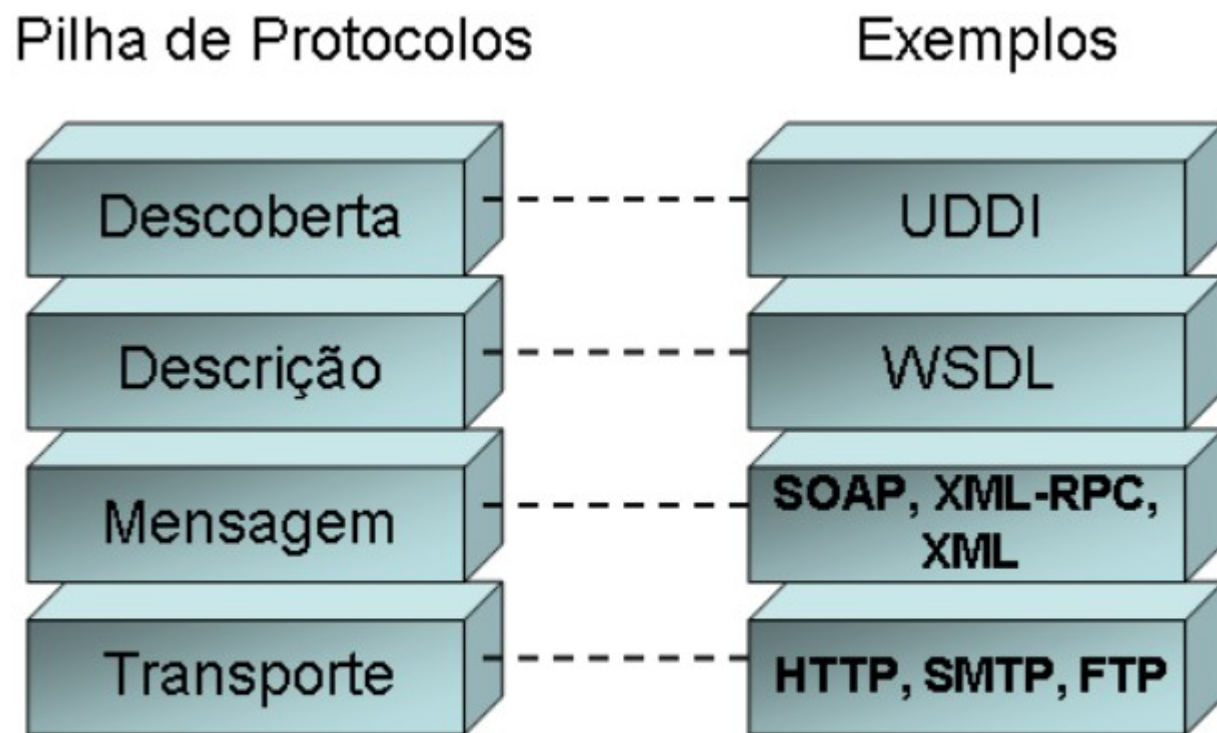 Pilha de Protocolos
Exemplos
Descoberta
UDDI
Descrição
WSDL
Mensagem
SOAP, XML-RPC,
XML
Transporte
HTTP, SMTP, FTP